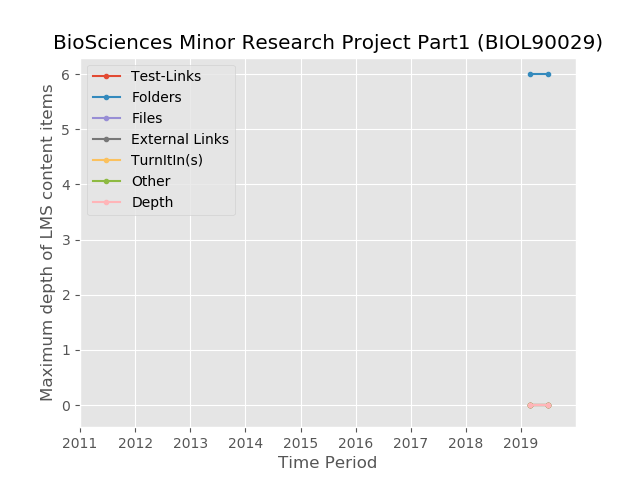 BioSciences Minor Research Project Part1 (BIOL90029)
Test-Links
Folders
Files
External Links
TurnItIn(s)
Other
Depth
Maximum depth of LMS content items
6
5
4
3
2
1
0
2011 2012 2013 2014 2015 2016 2017 2018 2019
Time Period